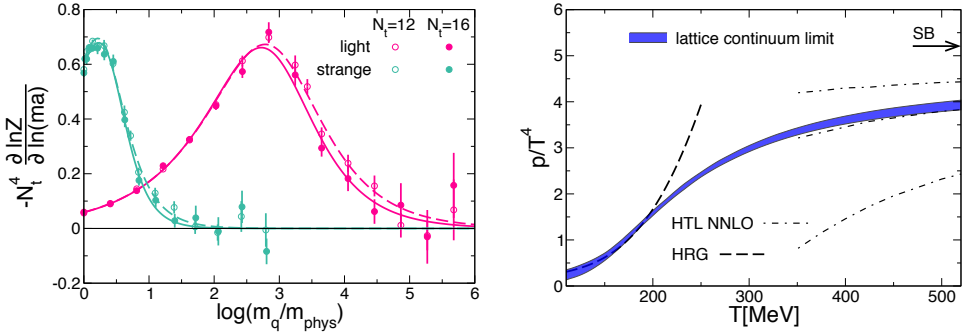 N_t=12 N_t=16
light
strange
-N_t^4 ∂ lnZ / ∂ ln(ma)
0.8
0.6
0.4
0.2
0
-0.2
0 1 2 3 4 5 6
log(m_q/m_phys)
lattice continuum limit
SB
HTL NNLO
HRG
p/T^4
6
5
4
3
2
1
0
200 300 400 500
T[MeV]